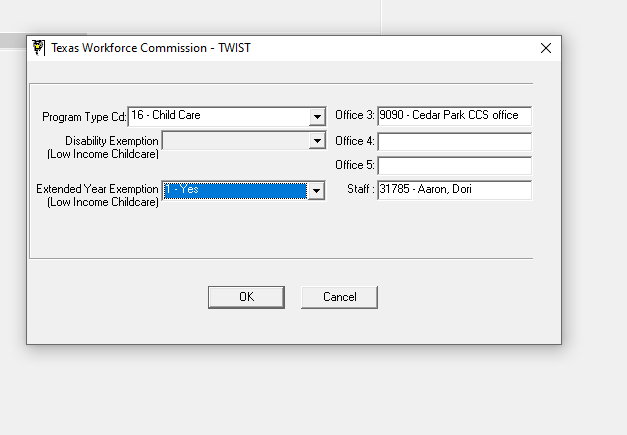 Texas Workforce Commission - TWIST
Program Type Cd: 16 - Child Care
Office 3: 9090 - Cedar Park CCS office
Disability Exemption
(Low Income Childcare)
Office 4:
Office 5:
Extended Year Exemption
(Low Income Childcare)
1 - Yes
Staff : 31785 - Aaron, Dori
OK
Cancel